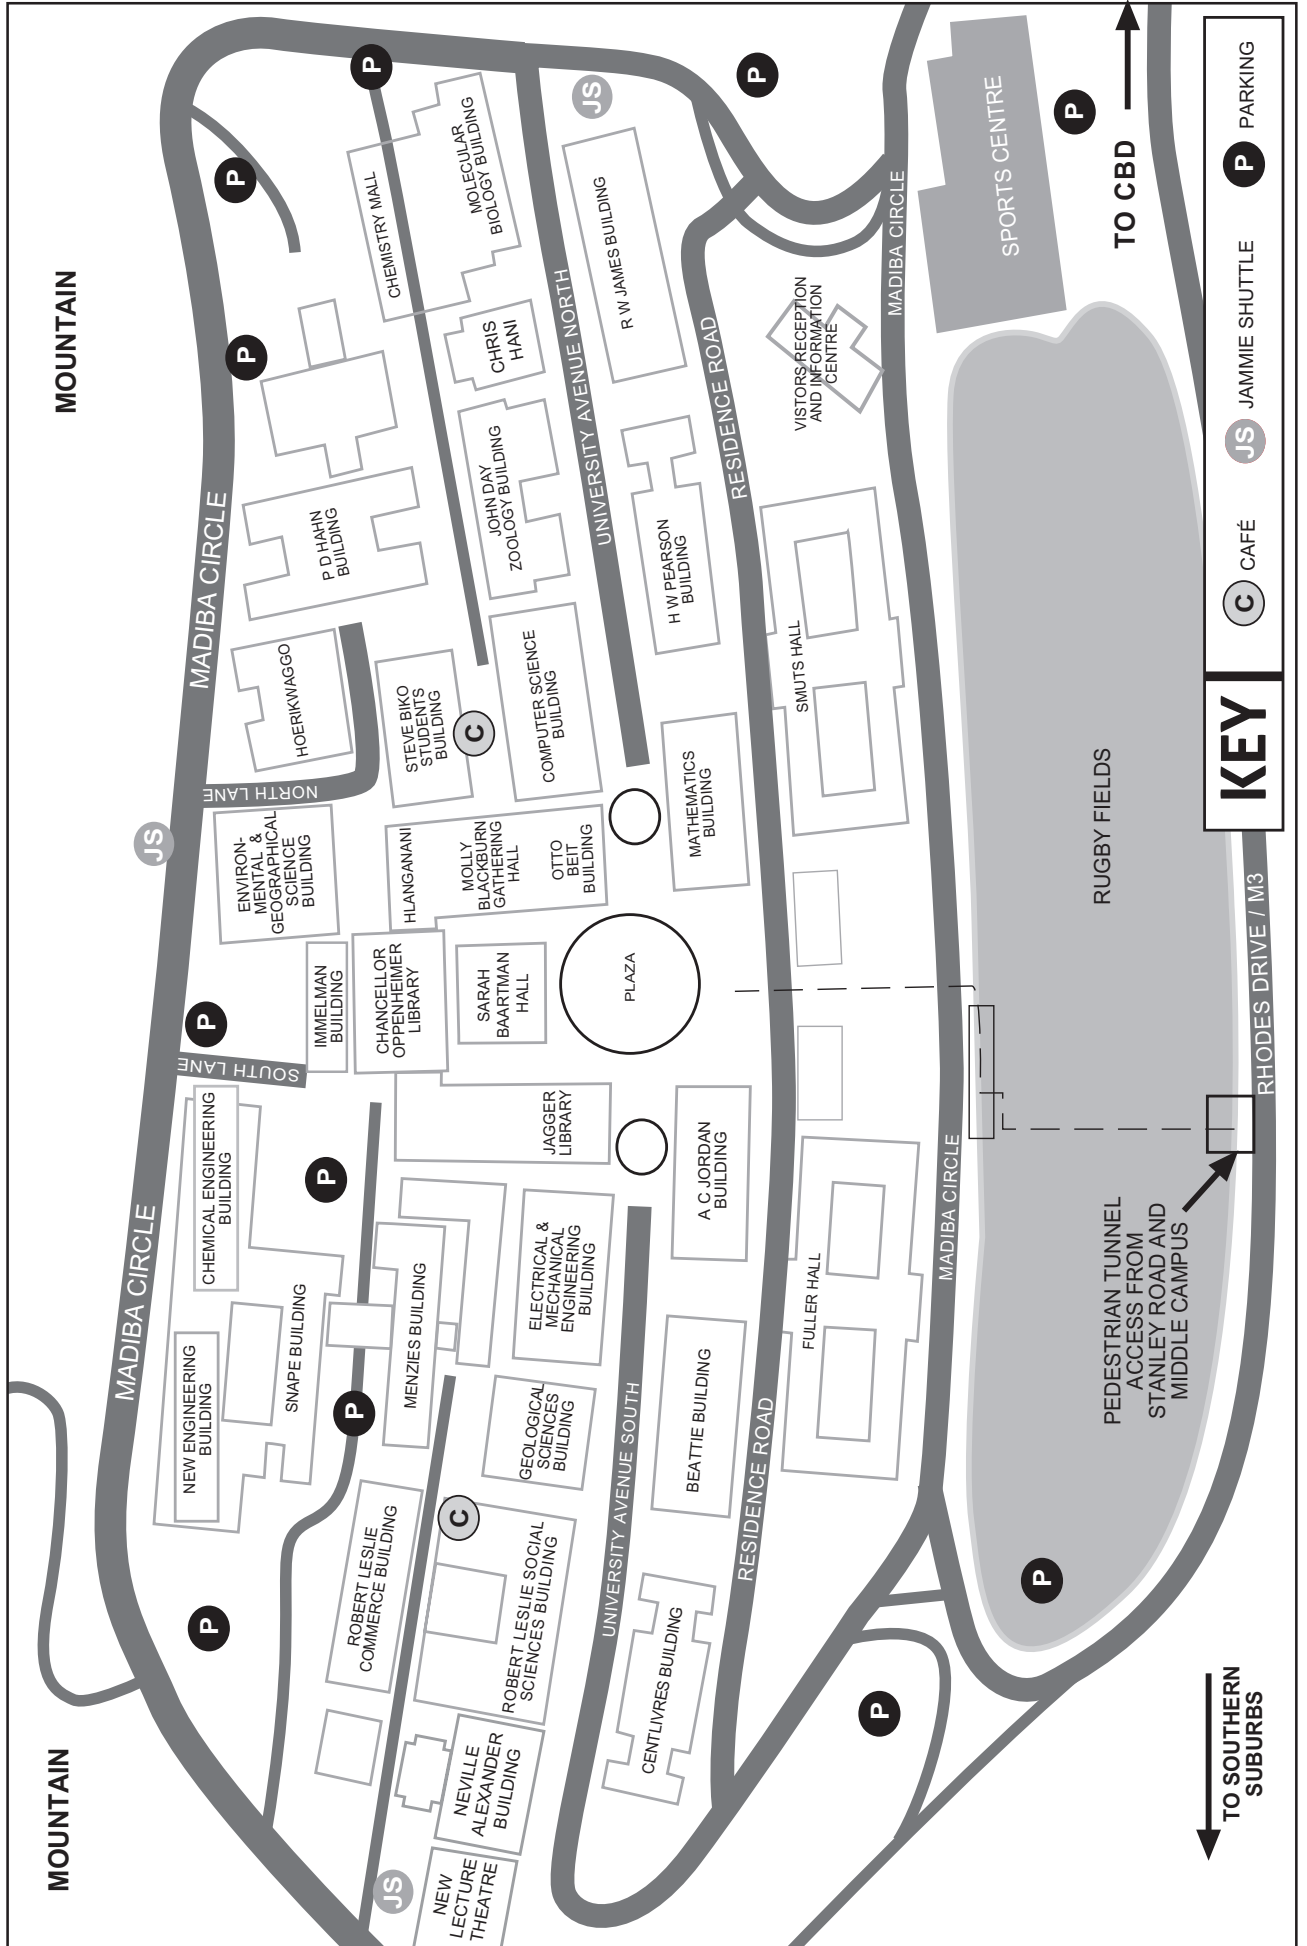 MOUNTAIN
MOUNTAIN
MADIBA CIRCLE
MADIBA CIRCLE
P
P
P
P
P
P
P
P
P
P
P
JS
JS
JS
C
C
NEW ENGINEERING
BUILDING
CHEMICAL ENGINEERING
BUILDING
SNAPE BUILDING
SOUTH LANE
NORTH LANE
ENVIRON-
MENTAL &
GEOGRAPHICAL
SCIENCE
BUILDING
HOERIKWAGGO
P D HAHN
BUILDING
CHEMISTRY MALL
MOLECULAR
BIOLOGY BUILDING
CHRIS
HANI
JOHN DAY
ZOOLOGY BUILDING
STEVE BIKO
STUDENTS
BUILDING
COMPUTER SCIENCE
BUILDING
IMMELMAN
BUILDING
CHANCELLOR
OPPENHEIMER
LIBRARY
HLANGANANI
MOLLY
BLACKBURN
GATHERING
HALL
OTTO
BEIT
BUILDING
SARAH
BAARTMAN
HALL
PLAZA
JAGGER
LIBRARY
MENZIES BUILDING
ELECTRICAL &
MECHANICAL
ENGINEERING
BUILDING
GEOLOGICAL
SCIENCES
BUILDING
ROBERT LESLIE
COMMERCE BUILDING
ROBERT LESLIE SOCIAL
SCIENCES BUILDING
NEVILLE
ALEXANDER
BUILDING
NEW
LECTURE
THEATRE
UNIVERSITY AVENUE SOUTH
UNIVERSITY AVENUE NORTH
CENTLIVRES BUILDING
BEATTIE BUILDING
A C JORDAN
BUILDING
MATHEMATICS
BUILDING
H W PEARSON
BUILDING
R W JAMES BUILDING
RESIDENCE ROAD
RESIDENCE ROAD
FULLER HALL
SMUTS HALL
VISTORS RECEPTION
AND INFORMATION
CENTRE
MADIBA CIRCLE
MADIBA CIRCLE
SPORTS CENTRE
RUGBY FIELDS
PEDESTRIAN TUNNEL
ACCESS FROM
STANLEY ROAD AND
MIDDLE CAMPUS
TO CBD
TO SOUTHERN
SUBURBS
RHODES DRIVE / M3
KEY
C CAFÉ
JS JAMMIE SHUTTLE
P PARKING